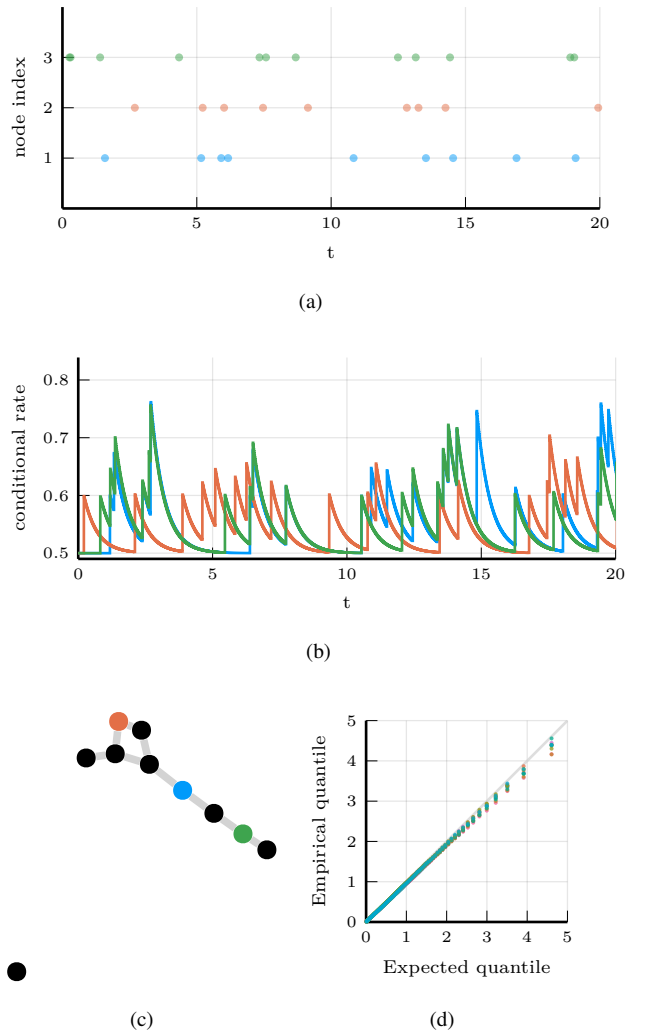 3
2
1
node index
0 5 10 15 20
t
(a)
0.8
0.7
0.6
0.5
conditional rate
0 5 10 15 20
t
(b)
5
4
3
2
1
0
Empirical quantile
0 1 2 3 4 5
Expected quantile
(c) (d)